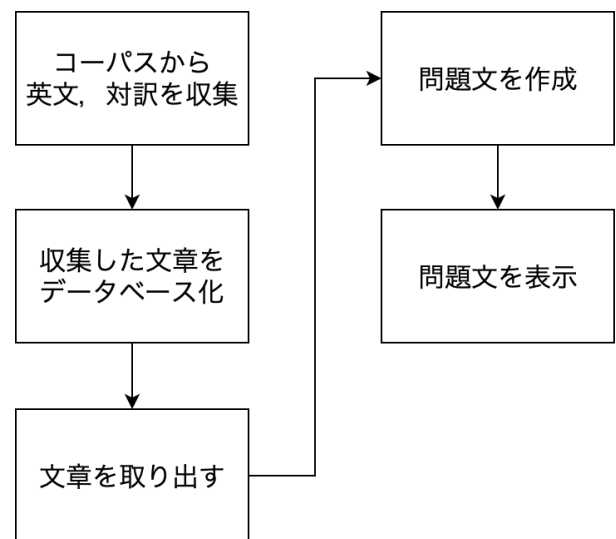 コーパスから
英文，対訳を収集
収集した文章を
データベース化
文章を取り出す
問題文を作成
問題文を表示